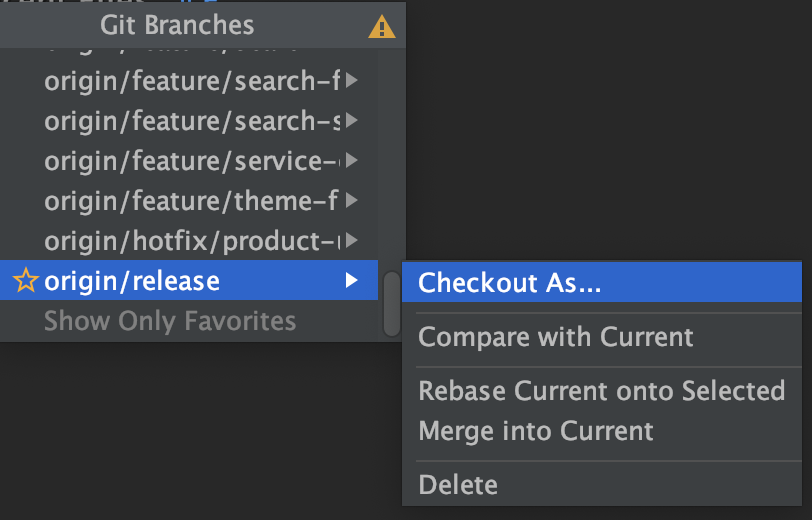 Git Branches
origin/feature/search-f
origin/feature/search-s
origin/feature/service-
origin/feature/theme-f
origin/hotfix/product-
origin/release
Show Only Favorites
Checkout As...
Compare with Current
Rebase Current onto Selected
Merge into Current
Delete